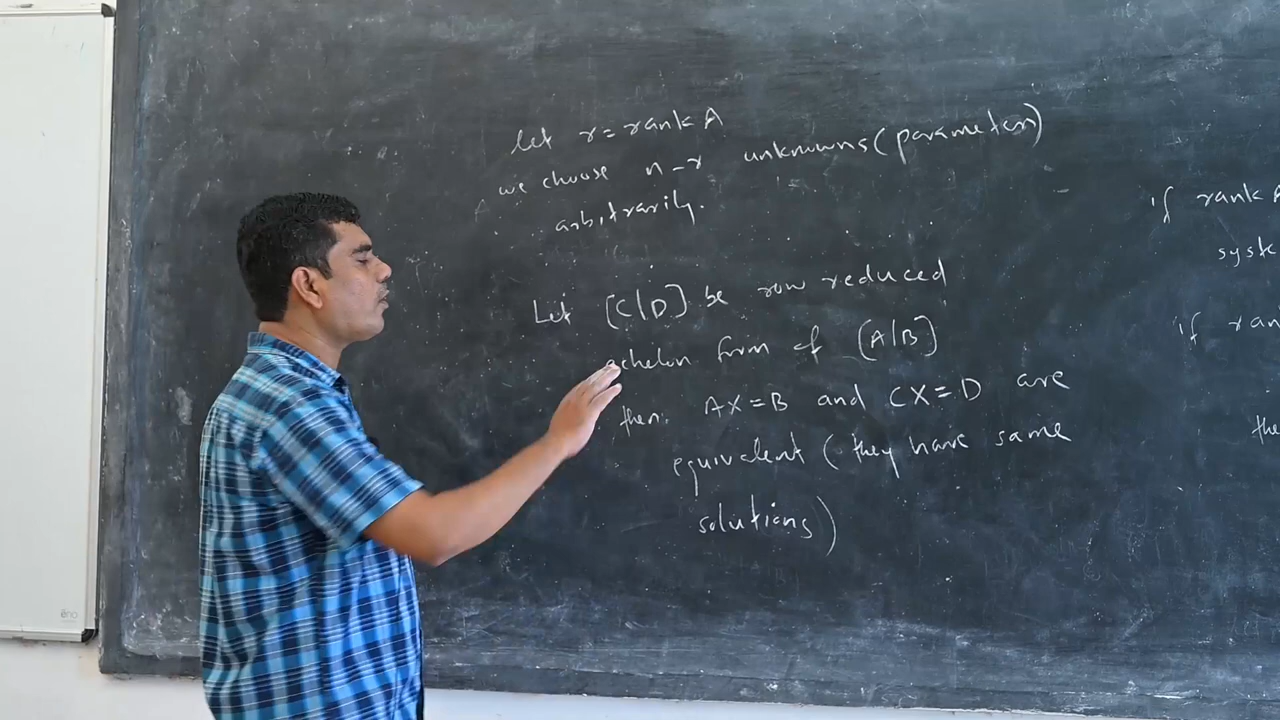 let r = rank A
we choose n-r unknowns (parameters)
arbitrarily.
Let [C|D] be row reduced
echelon form of [A|B]
then. AX=B and CX=D are
equivalent (they have same
solutions)
if rank A
syste
if ran
the
eno